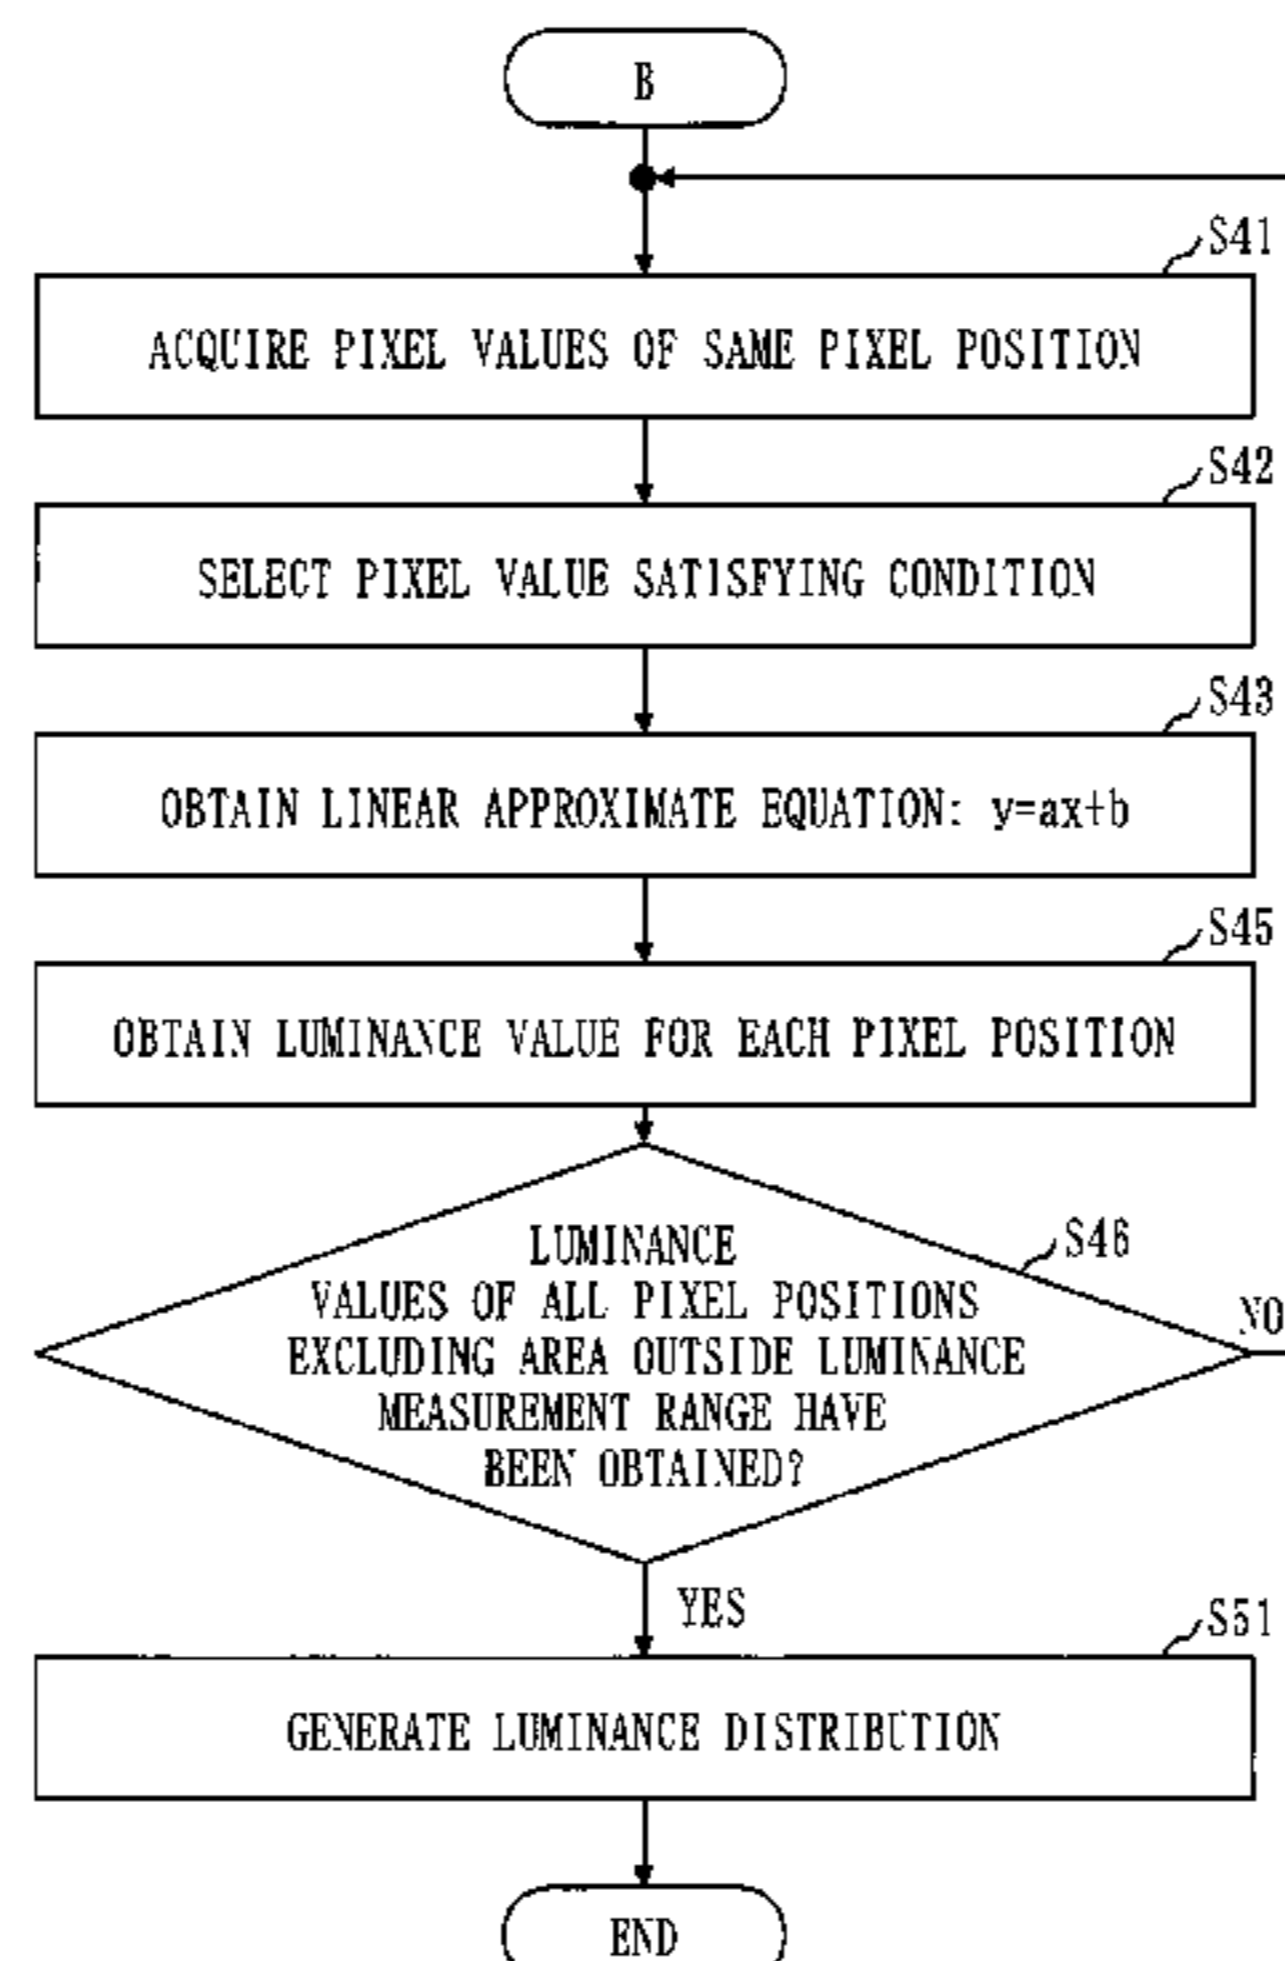 B
S41
ACQUIRE PIXEL VALUES OF SAME PIXEL POSITION
S42
SELECT PIXEL VALUE SATISFYING CONDITION
S43
OBTAIN LINEAR APPROXIMATE EQUATION: y=ax+b
S45
OBTAIN LUMINANCE VALUE FOR EACH PIXEL POSITION
S46
LUMINANCE
VALUES OF ALL PIXEL POSITIONS
EXCLUDING AREA OUTSIDE LUMINANCE
MEASUREMENT RANGE HAVE
BEEN OBTAINED?
NO
YES
S51
GENERATE LUMINANCE DISTRIBUTION
END